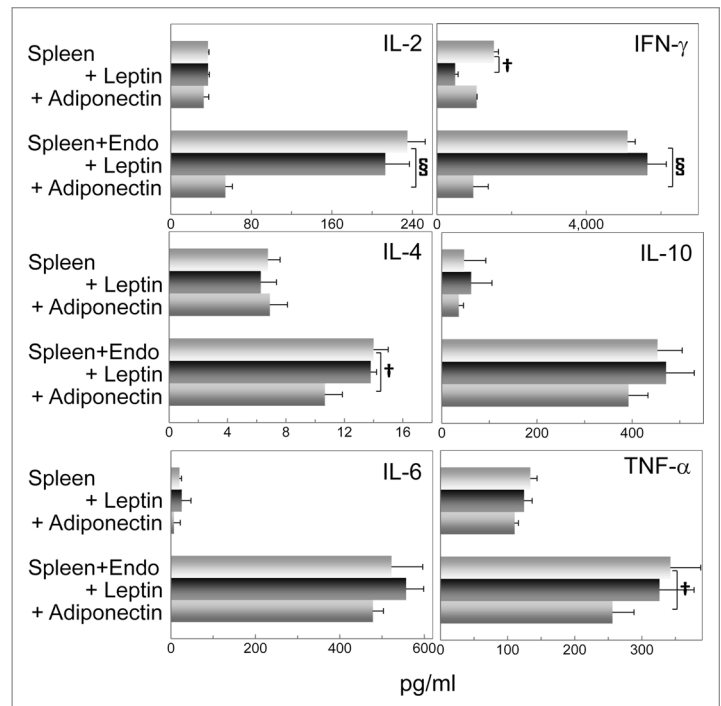 IL-2
IFN-γ
Spleen
+ Leptin
+ Adiponectin
†
Spleen+Endo
+ Leptin
+ Adiponectin
§
§
0 80 160 240
0 4,000
IL-4
IL-10
Spleen
+ Leptin
+ Adiponectin
Spleen+Endo
+ Leptin
+ Adiponectin
†
0 4 8 12 16
0 200 400
IL-6
TNF-α
Spleen
+ Leptin
+ Adiponectin
Spleen+Endo
+ Leptin
+ Adiponectin
†
0 200 400 600
0 100 200 300
pg/ml